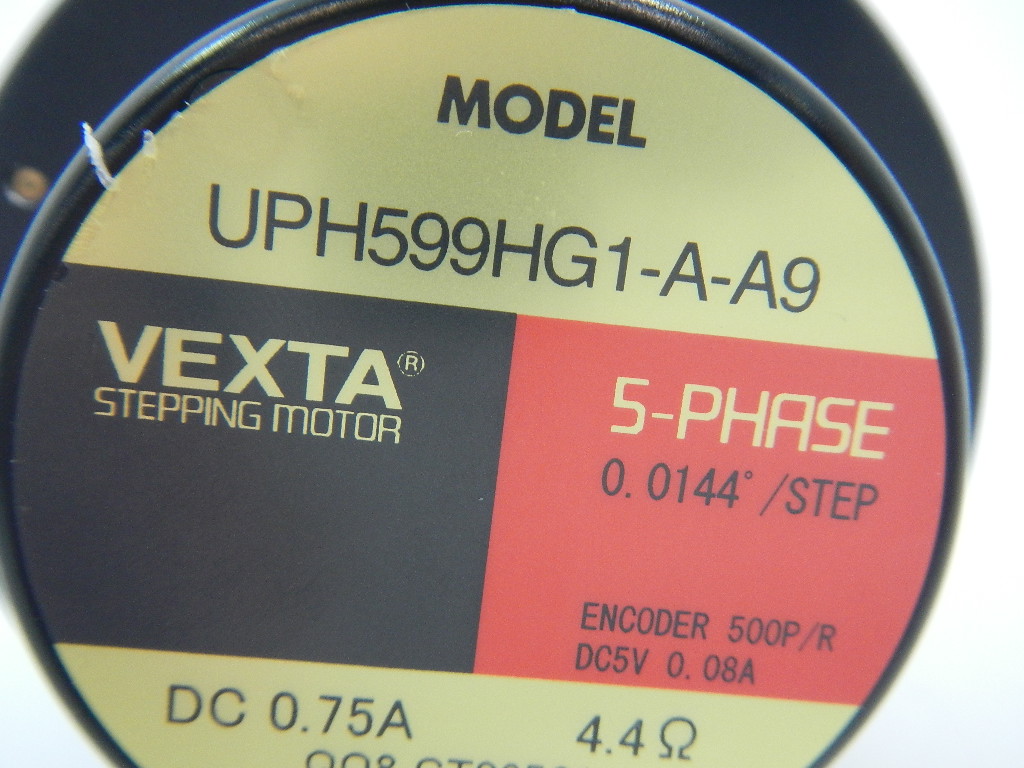 MODEL
UPH599HG1-A-A9
VEXTA®
STEPPING MOTOR
5-PHASE
0.0144°/STEP
ENCODER 500P/R
DC5V 0.08A
DC 0.75A
4.4 Ω